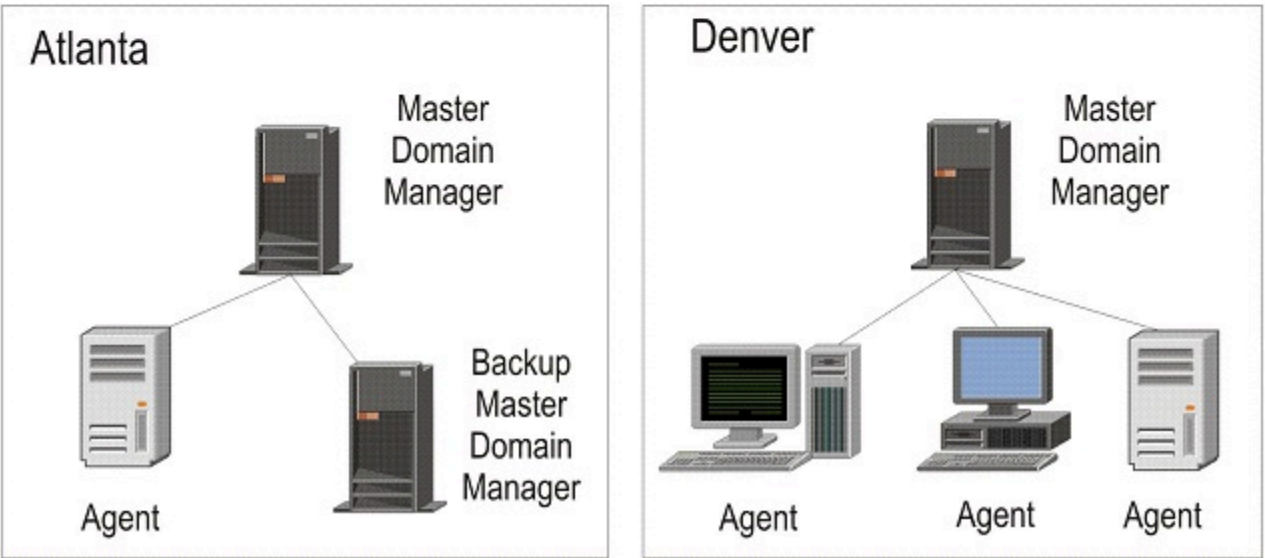 Atlanta
Master
Domain
Manager
Agent
Backup
Master
Domain
Manager
Denver
Master
Domain
Manager
Agent
Agent
Agent